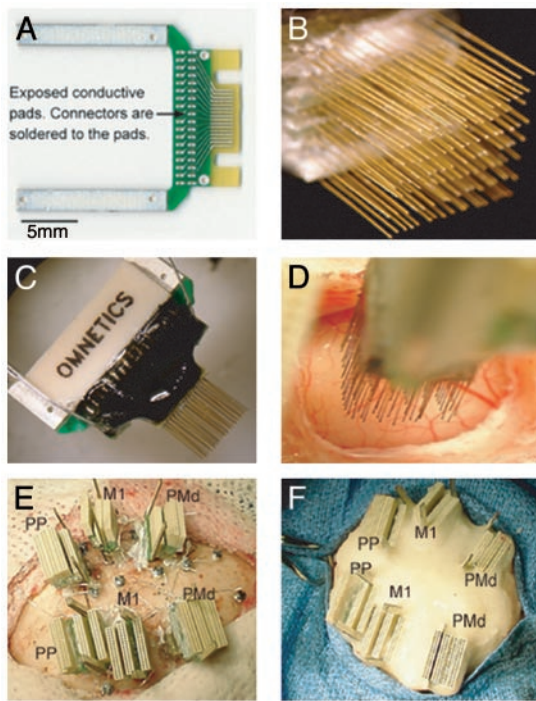 A
Exposed conductive
pads. Connectors are
soldered to the pads.
5mm
B
C
OMNETICS
D
E
PP
M1
PMd
PP
M1
PMd
F
PP
M1
PMd
PP
M1
PMd